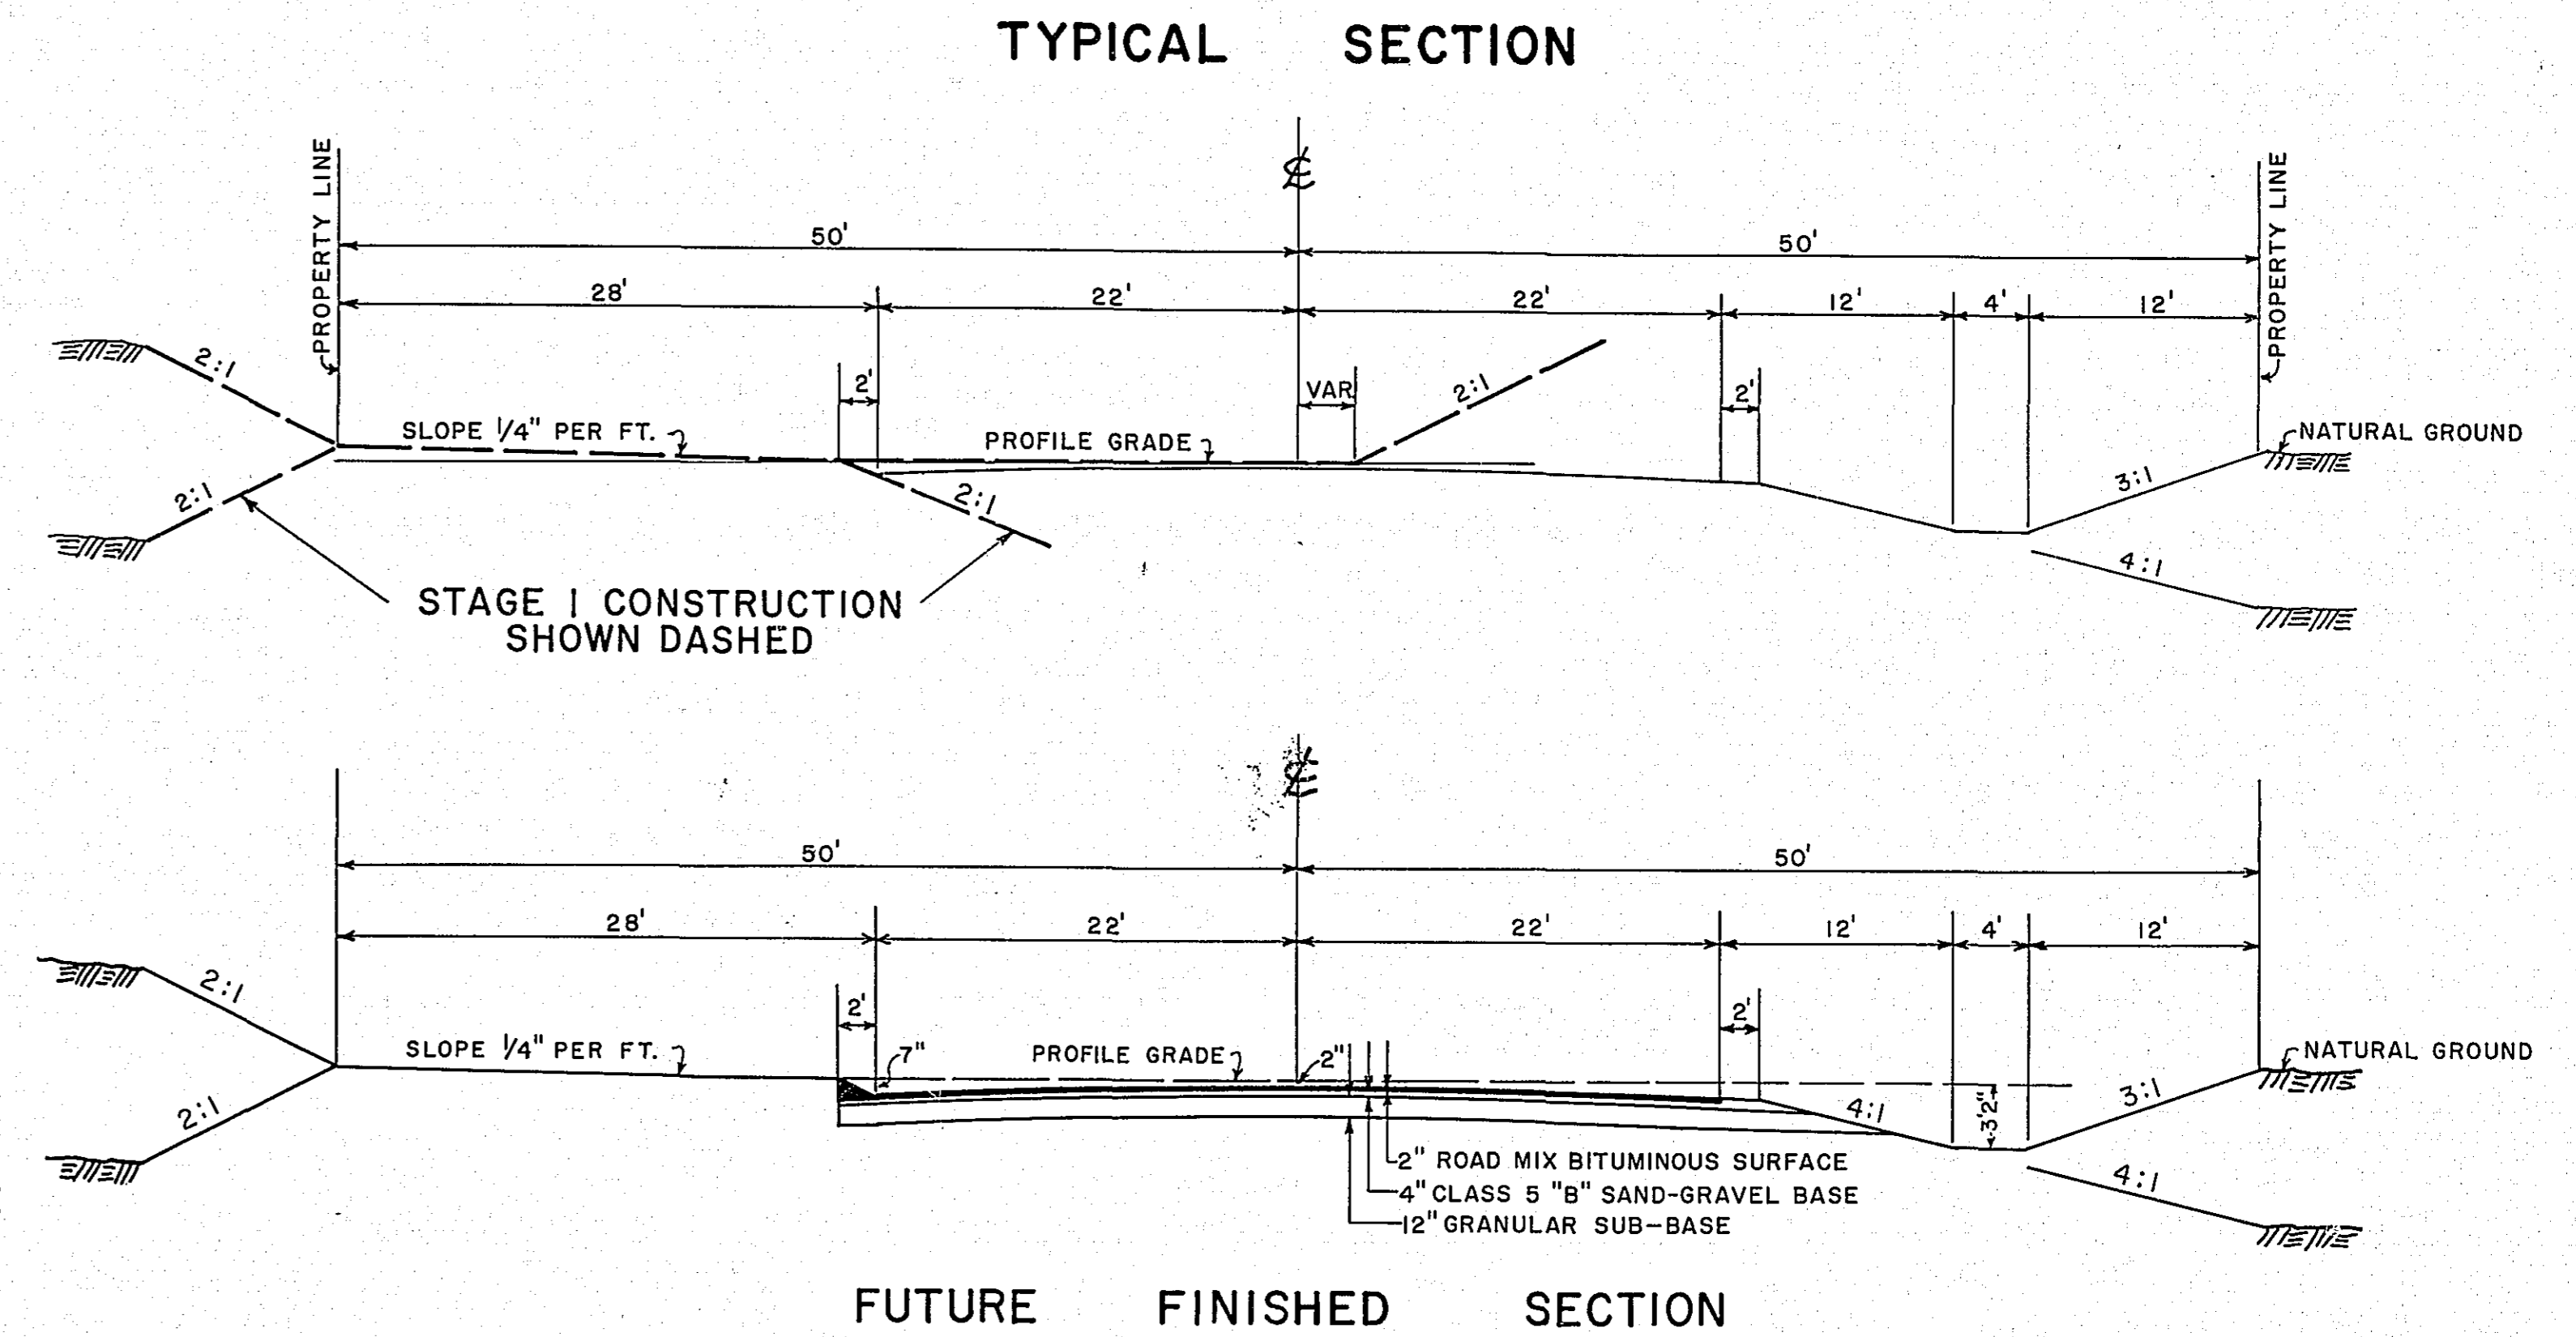 TYPICAL SECTION
PROPERTY LINE
℄
PROPERTY LINE
50'
50'
28'
22'
22'
12'
4'
12'
2:1
2'
VAR.
2:1
2'
SLOPE 1/4" PER FT.
PROFILE GRADE
NATURAL GROUND
2:1
2:1
3:1
4:1
STAGE 1 CONSTRUCTION
SHOWN DASHED
℄
50'
50'
28'
22'
22'
12'
4'
12'
2:1
2'
2'
SLOPE 1/4" PER FT.
7"
PROFILE GRADE
2"
NATURAL GROUND
2:1
4:1
3'2"
3:1
2" ROAD MIX BITUMINOUS SURFACE
4" CLASS 5 "B" SAND-GRAVEL BASE
12" GRANULAR SUB-BASE
4:1
FUTURE FINISHED SECTION